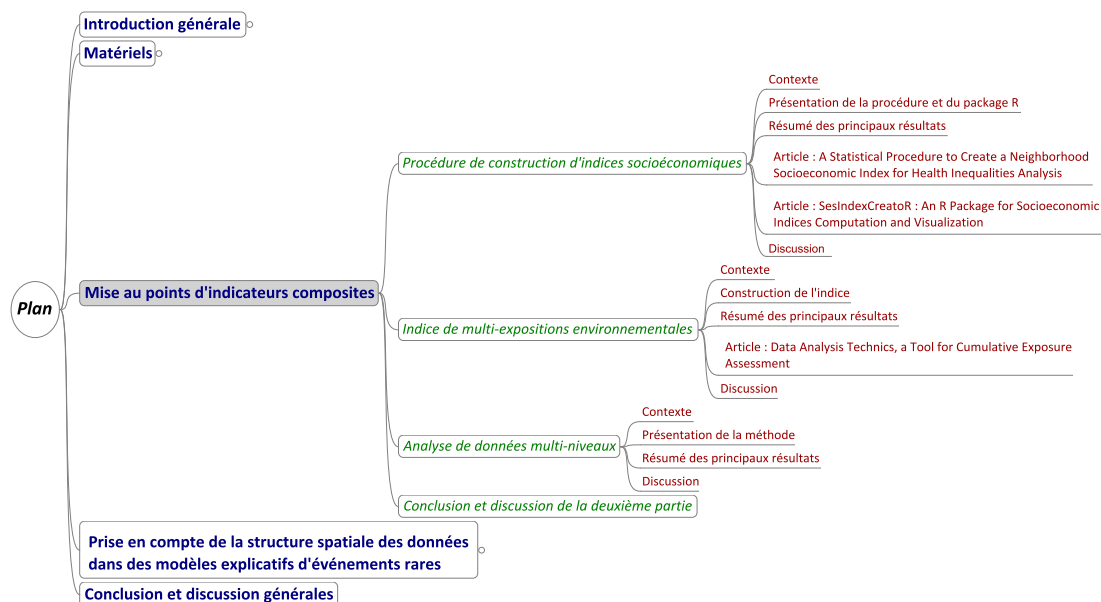 Plan
Introduction générale
Matériels
Mise au points d'indicateurs composites
Procédure de construction d'indices socioéconomiques
Contexte
Présentation de la procédure et du package R
Résumé des principaux résultats
Article : A Statistical Procedure to Create a Neighborhood
Socioeconomic Index for Health Inequalities Analysis
Article : SesIndexCreatoR : An R Package for Socioeconomic
Indices Computation and Visualization
Discussion
Indice de multi-expositions environnementales
Contexte
Construction de l'indice
Résumé des principaux résultats
Article : Data Analysis Technics, a Tool for Cumulative Exposure
Assessment
Discussion
Analyse de données multi-niveaux
Contexte
Présentation de la méthode
Résumé des principaux résultats
Discussion
Conclusion et discussion de la deuxième partie
Prise en compte de la structure spatiale des données
dans des modèles explicatifs d'événements rares
Conclusion et discussion générales